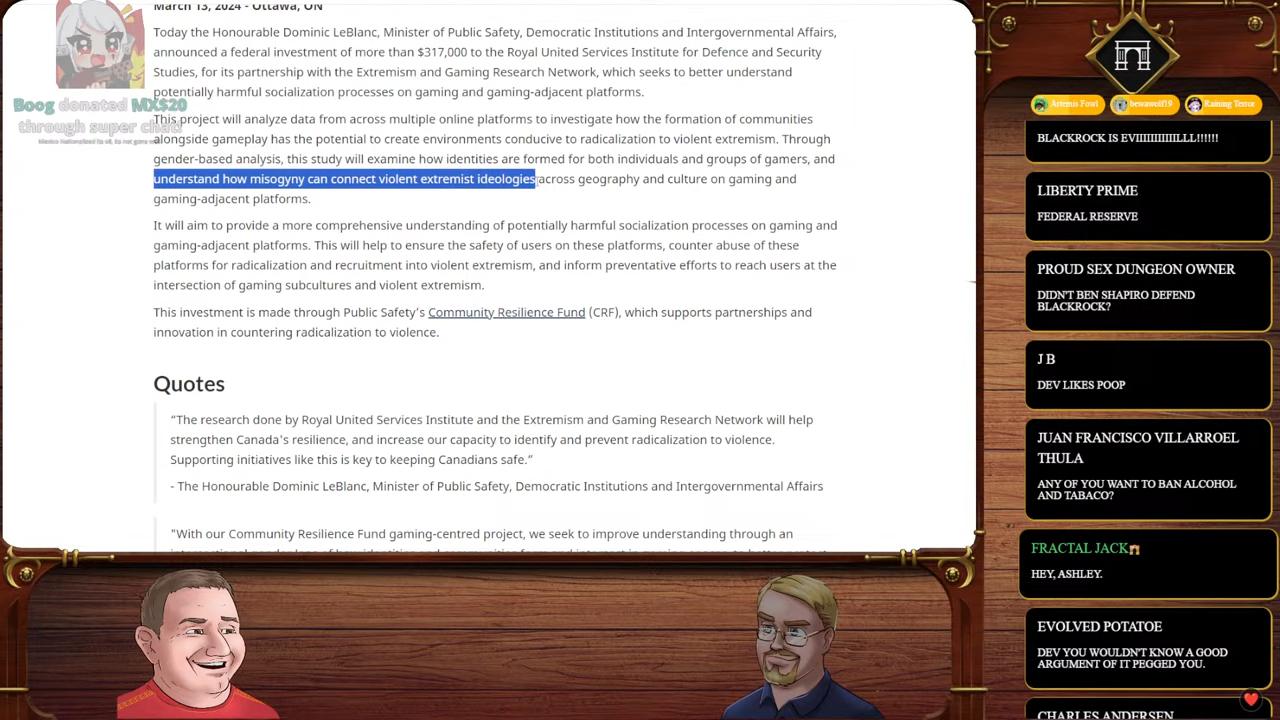 March 13, 2024 - Ottawa, ON
Today the Honourable Dominic LeBlanc, Minister of Public Safety, Democratic Institutions and Intergovernmental Affairs,
announced a federal investment of more than $317,000 to the Royal United Services Institute for Defence and Security
Studies, for its partnership with the Extremism and Gaming Research Network, which seeks to better understand
potentially harmful socialization processes on gaming and gaming-adjacent platforms.
Boog donated MX$20
through super chat!
This project will analyze data from across multiple online platforms to investigate how the formation of communities
alongside gameplay has the potential to create environments conducive to radicalization to violent extremism. Through
gender-based analysis, this study will examine how identities are formed for both individuals and groups of gamers, and
understand how misogyny can connect violent extremist ideologies across geography and culture on gaming and
gaming-adjacent platforms.
It will aim to provide a more comprehensive understanding of potentially harmful socialization processes on gaming and
gaming-adjacent platforms. This will help to ensure the safety of users on these platforms, counter abuse of these
platforms for radicalization and recruitment into violent extremism, and inform preventative efforts to reach users at the
intersection of gaming subcultures and violent extremism.
This investment is made through Public Safety's Community Resilience Fund (CRF), which supports partnerships and
innovation in countering radicalization to violence.
Quotes
"The research done by Royal United Services Institute and the Extremism and Gaming Research Network will help
strengthen Canada's resilience, and increase our capacity to identify and prevent radicalization to violence.
Supporting initiatives like this is key to keeping Canadians safe."
- The Honourable Dominic LeBlanc, Minister of Public Safety, Democratic Institutions and Intergovernmental Affairs
"With our Community Resilience Fund gaming-centred project, we seek to improve understanding through an
Artemis Fowl
bewawolf19
Raining Terror
BLACKROCK IS EVIIIIIIIIIIILLL!!!!!!
LIBERTY PRIME
FEDERAL RESERVE
PROUD SEX DUNGEON OWNER
DIDN'T BEN SHAPIRO DEFEND
BLACKROCK?
J B
DEV LIKES POOP
JUAN FRANCISCO VILLARROEL
THULA
ANY OF YOU WANT TO BAN ALCOHOL
AND TABACO?
FRACTAL JACK
HEY, ASHLEY.
EVOLVED POTATOE
DEV YOU WOULDN'T KNOW A GOOD
ARGUMENT OF IT PEGGED YOU.
CHARLES ANDERSEN